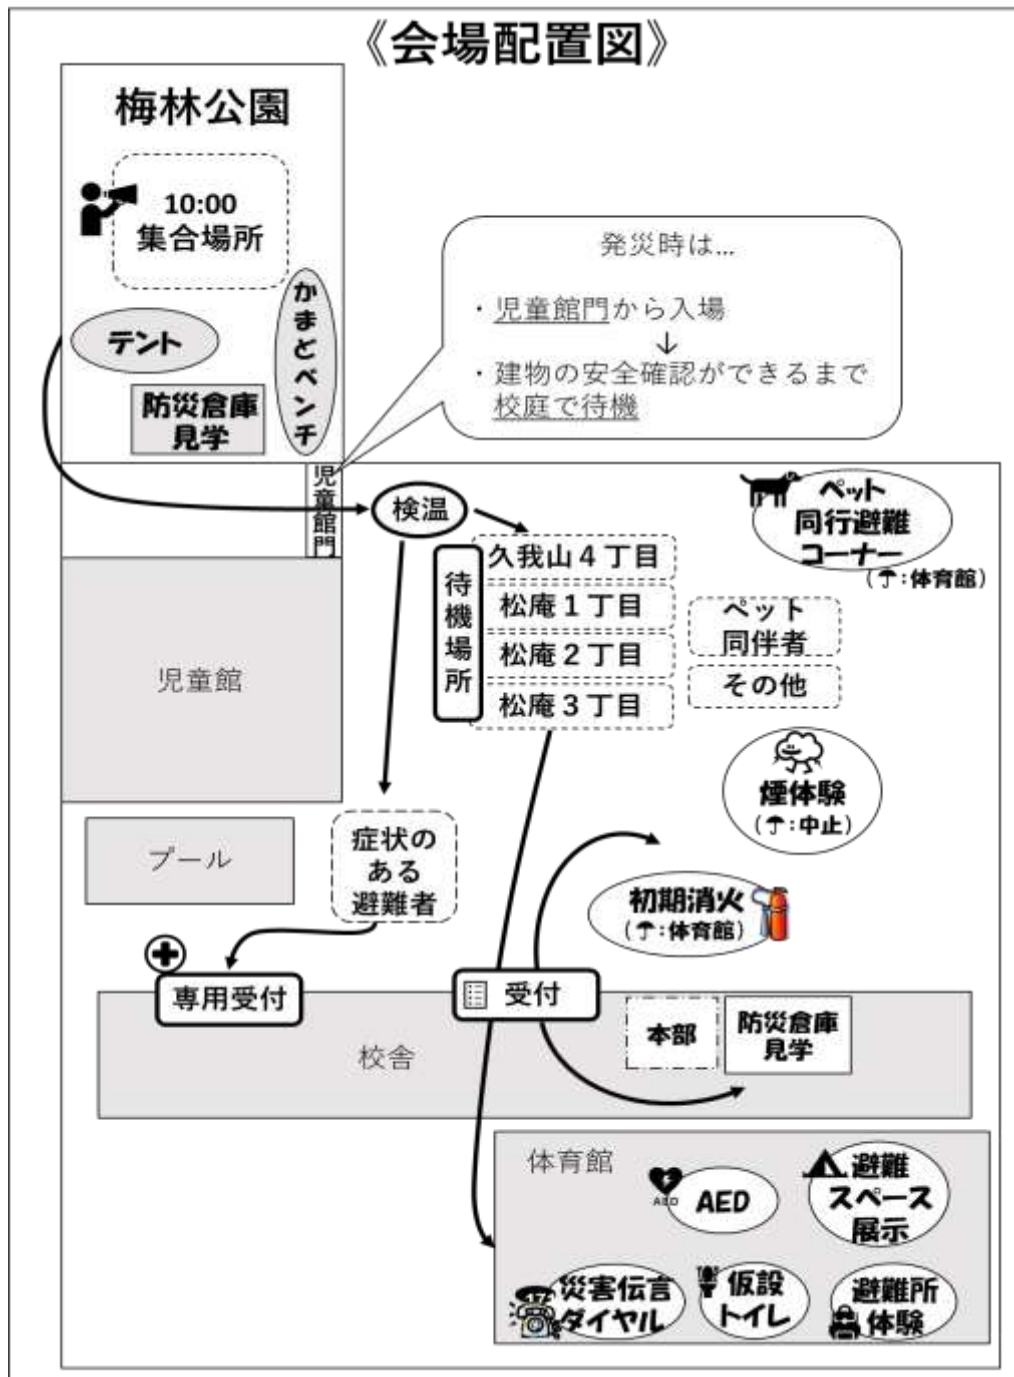 《会場配置図》
梅林公園
10:00
集合場所
テント
かまどベンチ
防災倉庫
見学
発災時は…
・児童館門から入場
↓
・建物の安全確認ができるまで
校庭で待機
児童館門
検温
待機場所
久我山4丁目
松庵1丁目
松庵2丁目
松庵3丁目
ペット
同伴者
その他
ペット
同行避難
コーナー
(☂:体育館)
児童館
煙体験
(☂:中止)
プール
症状の
ある
避難者
初期消火
(☂:体育館)
専用受付
受付
本部
防災倉庫
見学
校舎
体育館
AED
AED
避難
スペース
展示
171
災害伝言
ダイヤル
仮設
トイレ
避難所
体験